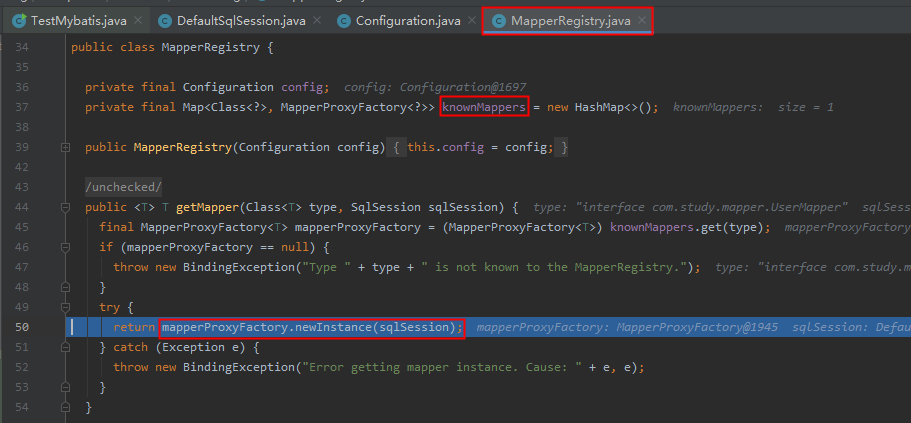 TestMybatis.java × DefaultSqlSession.java × Configuration.java × MapperRegistry.java ×
34 public class MapperRegistry {
35
36 private final Configuration config; config: Configuration@1697
37 private final Map<Class<?>, MapperProxyFactory<?>> knownMappers = new HashMap<>(); knownMappers: size = 1
38
39 public MapperRegistry(Configuration config) { this.config = config; }
42
43 /unchecked/
44 public <T> T getMapper(Class<T> type, SqlSession sqlSession) { type: "interface com.study.mapper.UserMapper" sqlSess
45 final MapperProxyFactory<T> mapperProxyFactory = (MapperProxyFactory<T>) knownMappers.get(type); mapperProxyFactory
46 if (mapperProxyFactory == null) {
47 throw new BindingException("Type " + type + " is not known to the MapperRegistry."); type: "interface com.study.m
48 }
49 try {
50 return mapperProxyFactory.newInstance(sqlSession); mapperProxyFactory: MapperProxyFactory@1945 sqlSession: Defau
51 } catch (Exception e) {
52 throw new BindingException("Error getting mapper instance. Cause: " + e, e);
53 }
54 }